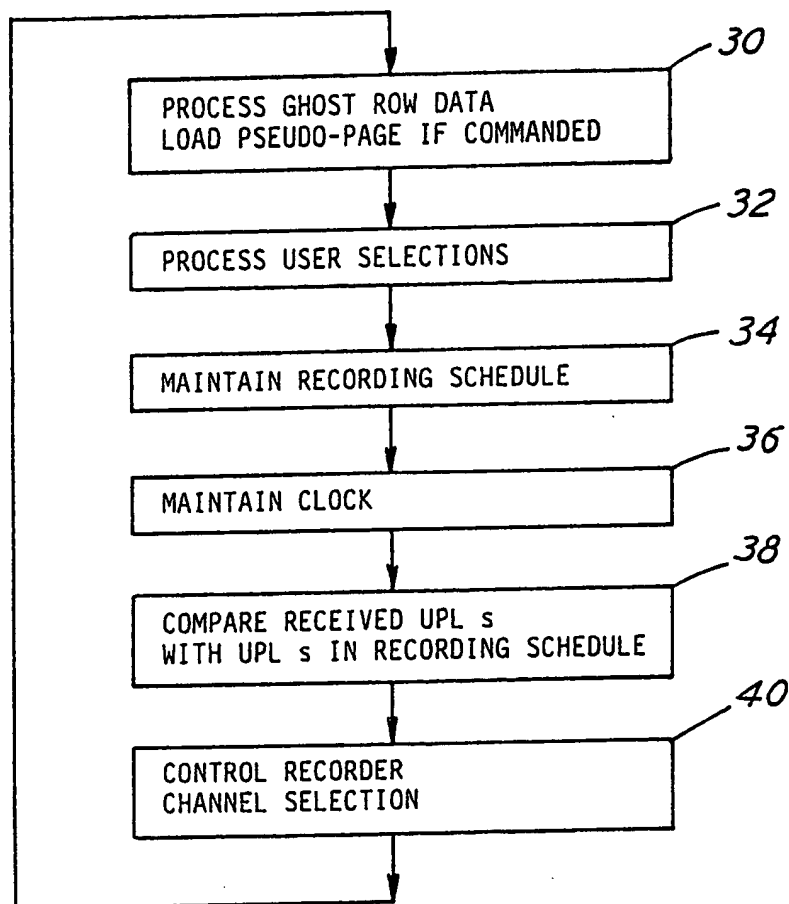 30
PROCESS GHOST ROW DATA
LOAD PSEUDO-PAGE IF COMMANDED
32
PROCESS USER SELECTIONS
34
MAINTAIN RECORDING SCHEDULE
36
MAINTAIN CLOCK
38
COMPARE RECEIVED UPL s
WITH UPL s IN RECORDING SCHEDULE
40
CONTROL RECORDER
CHANNEL SELECTION